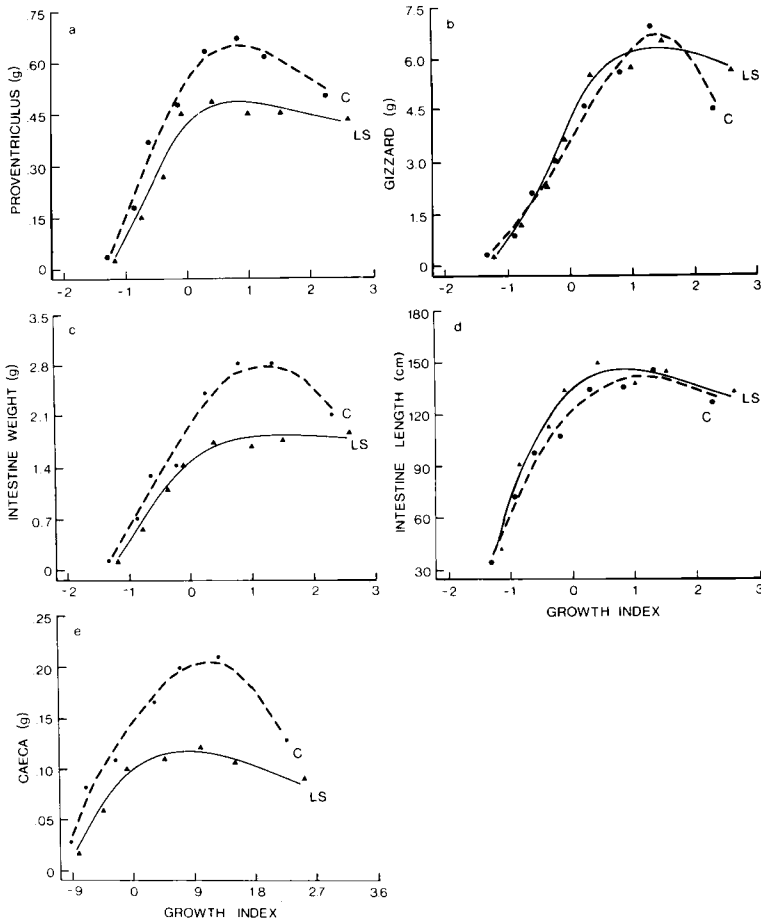 a
PROVENTRICULUS (g)
.75
.60
.45
.30
.15
0
C
LS
-2 -1 0 1 2 3
b
GIZZARD (g)
7.5
6.0
4.5
3.0
1.5
0
LS
C
-2 -1 0 1 2 3
c
INTESTINE WEIGHT (g)
3.5
2.8
2.1
1.4
0.7
0
C
LS
-2 -1 0 1 2 3
d
INTESTINE LENGTH (cm)
180
150
120
90
60
30
LS
C
-2 -1 0 1 2 3
GROWTH INDEX
e
CAECA (g)
.25
.20
.15
.10
.05
0
C
LS
-9 0 9 1.8 2.7 3.6
GROWTH INDEX